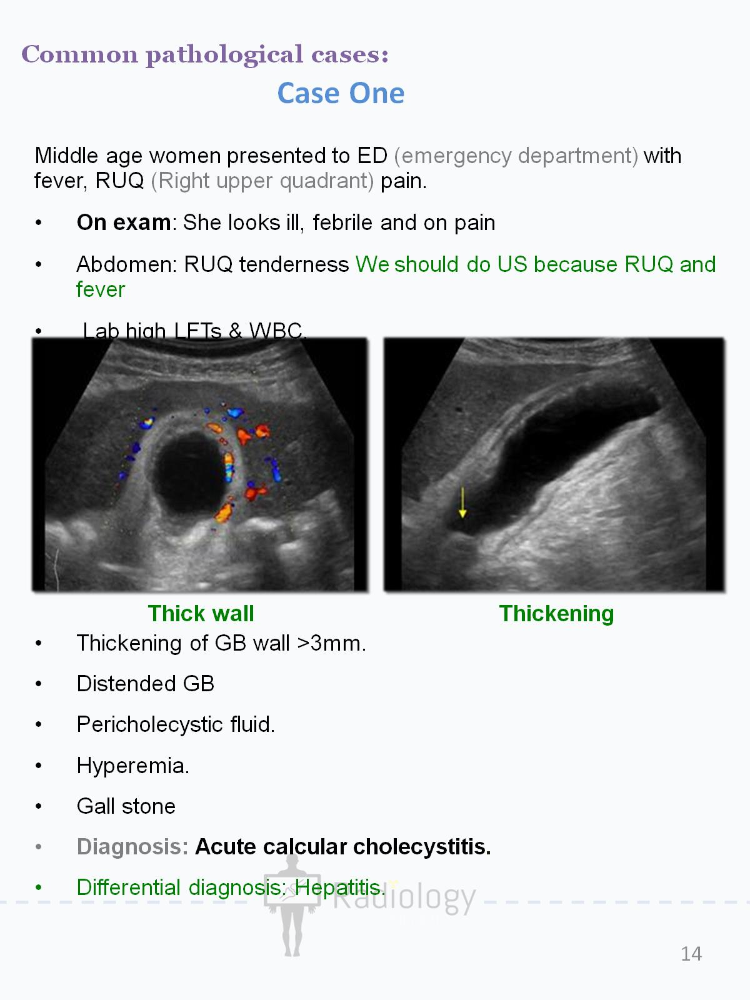 Common pathological cases:
Case One
Middle age women presented to ED (emergency department) with
fever, RUQ (Right upper quadrant) pain.
• On exam: She looks ill, febrile and on pain
• Abdomen: RUQ tenderness We should do US because RUQ and
fever
• Lab high LFTs & WBC.
Thick wall
Thickening
• Thickening of GB wall >3mm.
• Distended GB
• Pericholecystic fluid.
• Hyperemia.
• Gall stone
• Diagnosis: Acute calcular cholecystitis.
• Differential diagnosis: Hepatitis.
Radiology
14